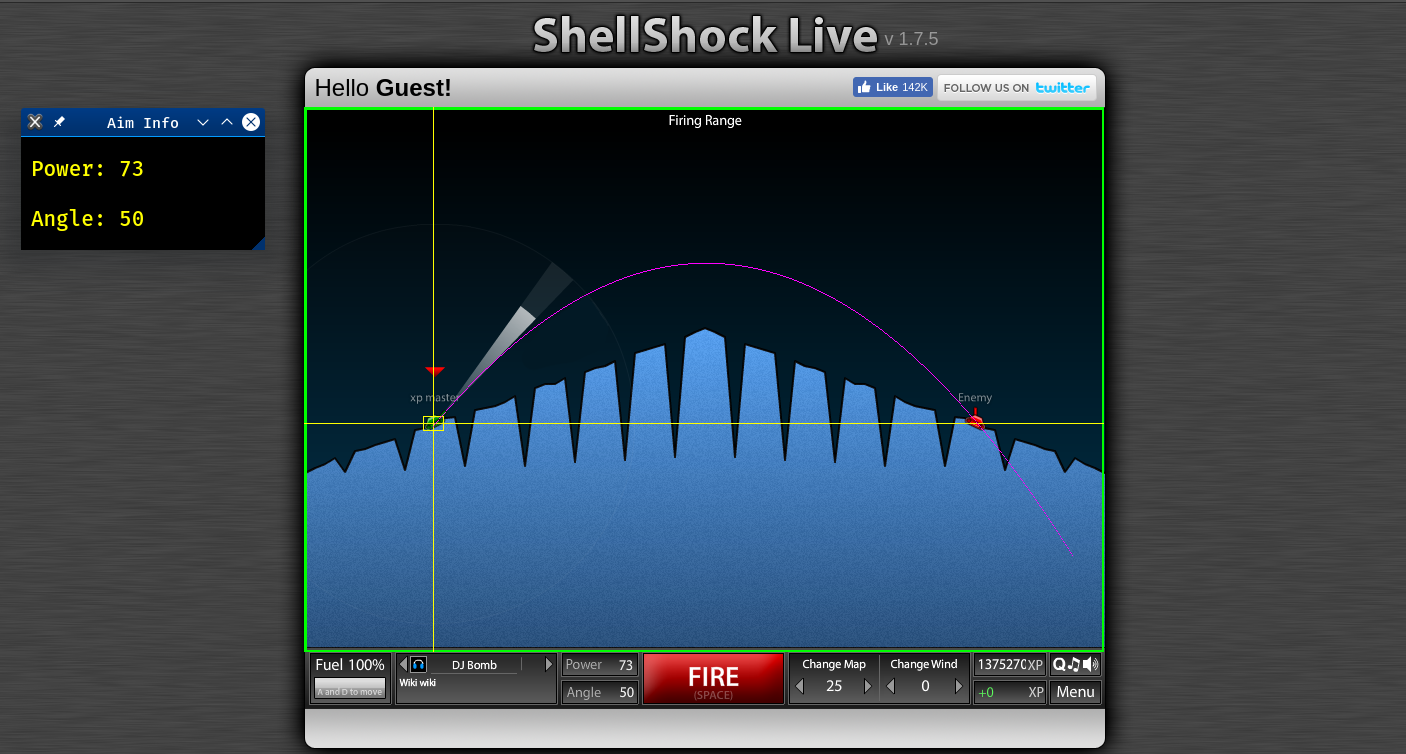 ShellShock Live v 1.7.5
Hello Guest!
Like 142K
FOLLOW US ON twitter
Aim Info
Power: 73
Angle: 50
Firing Range
xp master
Enemy
Fuel 100%
A and D to move
DJ Bomb
Wiki wiki
Power 73
Angle 50
FIRE
(SPACE)
Change Map
25
Change Wind
0
1375270XP
+0 XP
Q
Menu